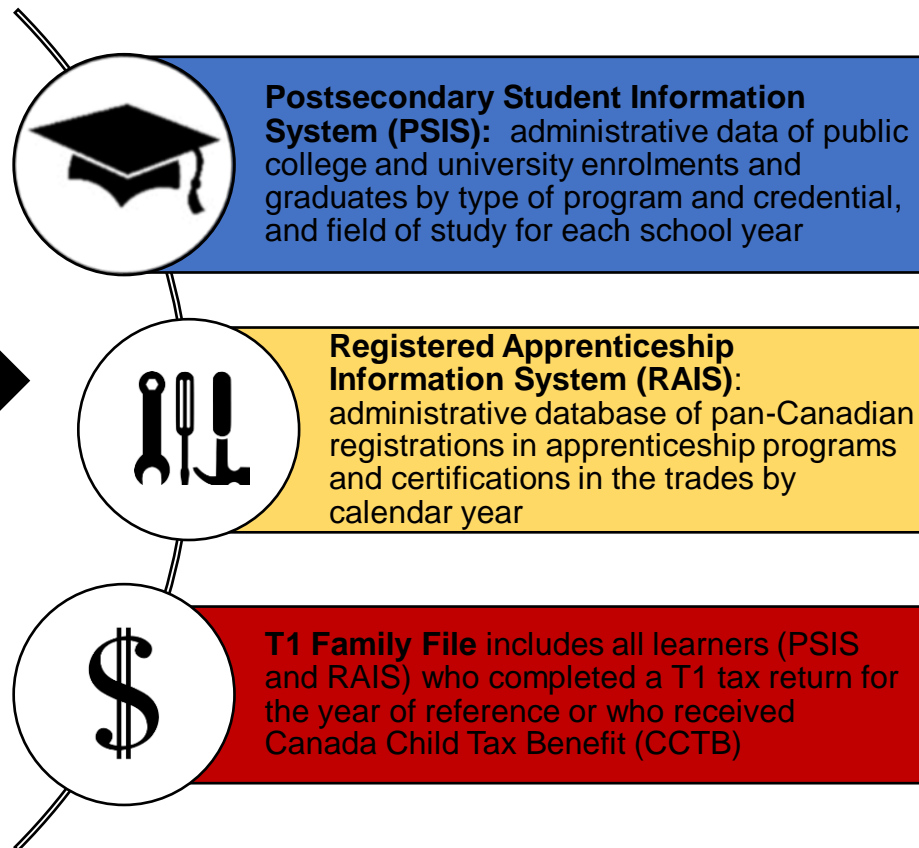 Postsecondary Student Information
System (PSIS): administrative data of public
college and university enrolments and
graduates by type of program and credential,
and field of study for each school year
Registered Apprenticeship
Information System (RAIS):
administrative database of pan-Canadian
registrations in apprenticeship programs
and certifications in the trades by
calendar year
T1 Family File includes all learners (PSIS
and RAIS) who completed a T1 tax return for
the year of reference or who received
Canada Child Tax Benefit (CCTB)
$